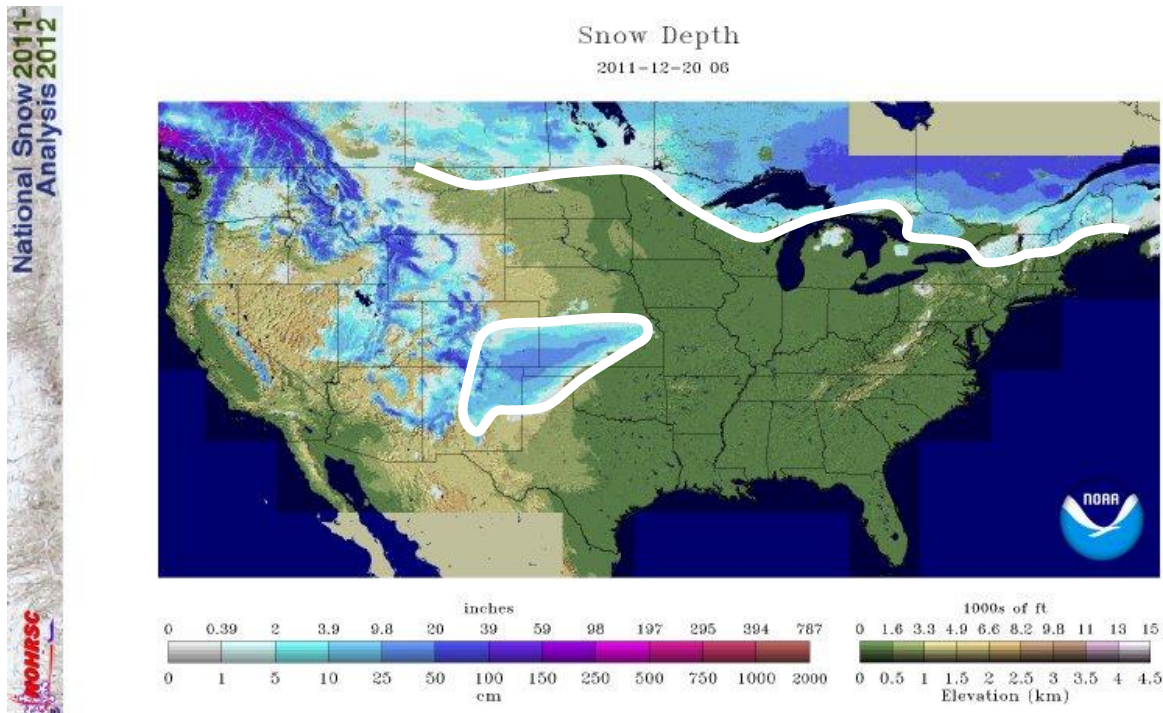 National Snow 2011-
Analysis 2012
NOHRSC
Snow Depth
2011-12-20 06
NOAA
inches
0 0.39 2 3.9 9.8 20 39 59 98 197 295 394 787
0 1 5 10 25 50 100 150 250 500 750 1000 2000
cm
1000s of ft
0 1.6 3.3 4.9 6.6 8.2 9.8 11 13 15
0 0.5 1 1.5 2 2.5 3 3.5 4 4.5
Elevation (km)